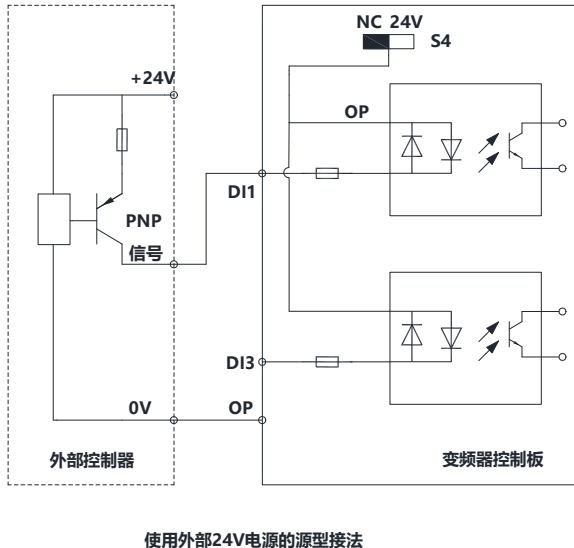 NC 24V
S4
+24V
OP
DI1
PNP
信号
DI3
0V
OP
外部控制器
变频器控制板
使用外部24V电源的源型接法